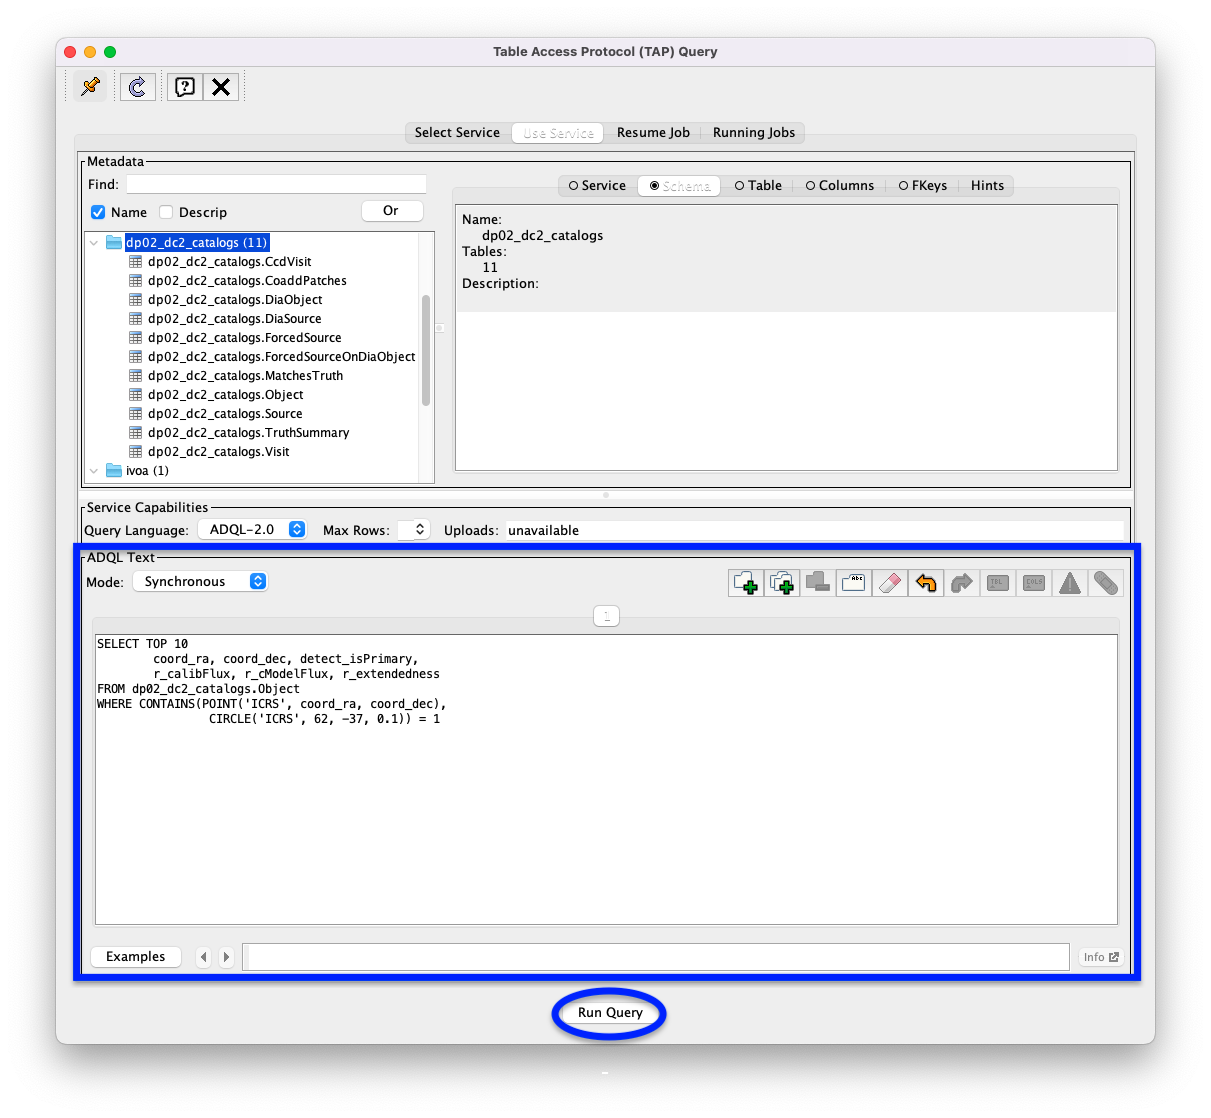 Table Access Protocol (TAP) Query
Select Service Use Service Resume Job Running Jobs
Metadata
Find:
Name Descrip Or
dp02_dc2_catalogs (11)
dp02_dc2_catalogs.CcdVisit
dp02_dc2_catalogs.CoaddPatches
dp02_dc2_catalogs.DiaObject
dp02_dc2_catalogs.DiaSource
dp02_dc2_catalogs.ForcedSource
dp02_dc2_catalogs.ForcedSourceOnDiaObject
dp02_dc2_catalogs.MatchesTruth
dp02_dc2_catalogs.Object
dp02_dc2_catalogs.Source
dp02_dc2_catalogs.TruthSummary
dp02_dc2_catalogs.Visit
ivoa (1)
Service Schema Table Columns FKeys Hints
Name:
dp02_dc2_catalogs
Tables:
11
Description:
Service Capabilities
Query Language: ADQL-2.0 Max Rows: Uploads: unavailable
ADQL Text
Mode: Synchronous
Abc TBL COLS
1
SELECT TOP 10
coord_ra, coord_dec, detect_isPrimary,
r_calibFlux, r_cModelFlux, r_extendedness
FROM dp02_dc2_catalogs.Object
WHERE CONTAINS(POINT('ICRS', coord_ra, coord_dec),
CIRCLE('ICRS', 62, -37, 0.1)) = 1
Examples Info
Run Query